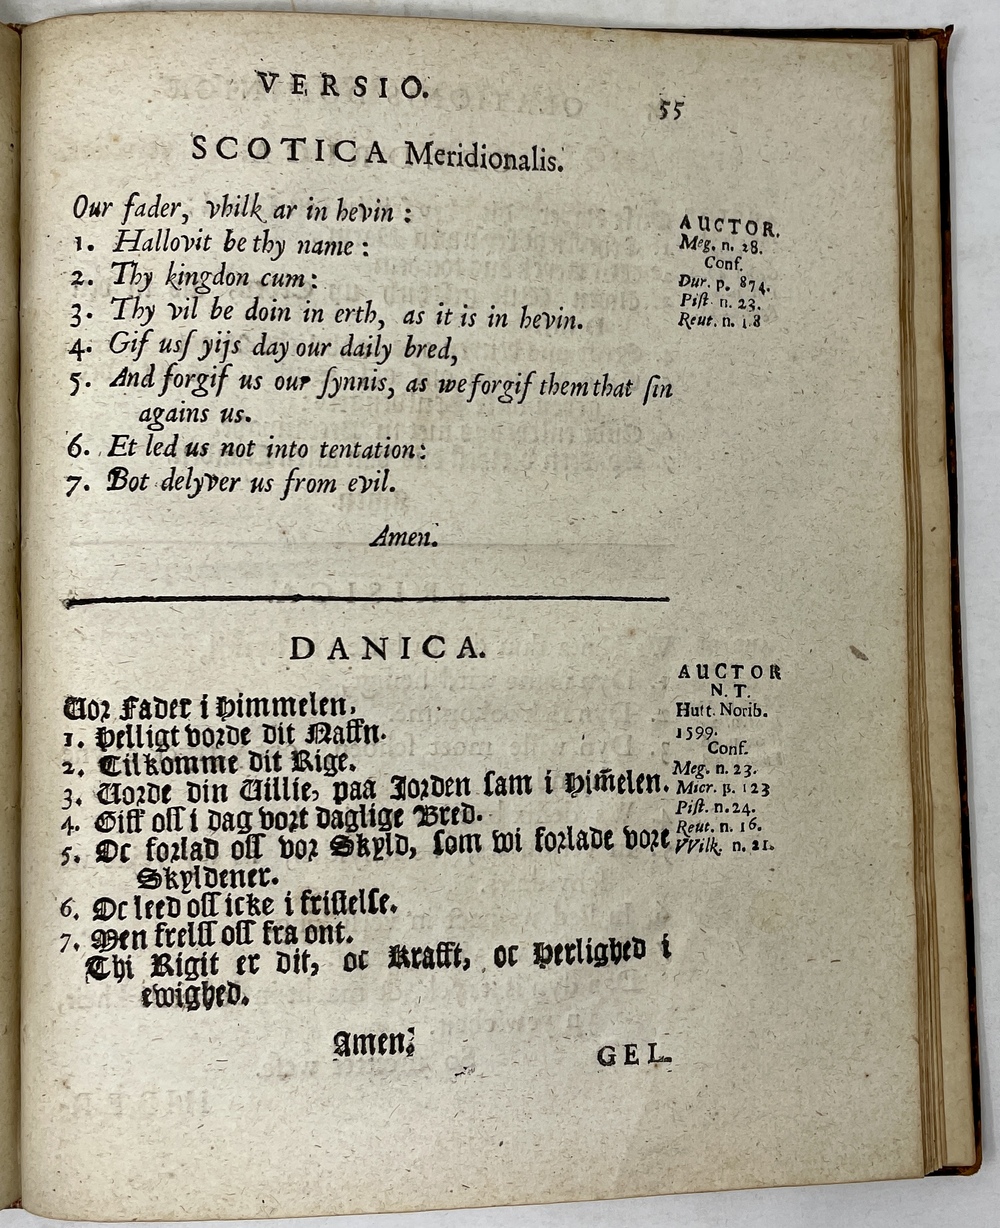 VERSIO.
55
SCOTICA Meridionalis.
Our fader, vhilk ar in hevin :
1. Hallovit be thy name :
2. Thy kingdon cum :
3. Thy vil be doin in erth, as it is in hevin.
4. Gif usſ yijs day our daily bred,
5. And forgif us our ſynnis, as we forgif them that ſin
agains us.
6. Et led us not into tentation :
7. Bot delyver us from evil.
Amen.
AUCTOR.
Meg. n. 28.
Conf.
Dur. p. 874.
Piſt. n. 23.
Reut. n. 18
DANICA.
Vor Fader i Himmelen,
1. Helligt vorde dit Naffn.
2. Tilkomme dit Rige.
3. Vorde din Villie, paa Jorden ſam i Him̃elen.
4. Giff oſſ i dag vort daglige Bred.
5. Oc forlad oſſ vor Skyld, ſom wi forlade vore
Skyldener.
6. Oc leed oſſ icke i friſtelſe.
7. Men frelſſ oſſ fra ont.
Thi Rigit er dit, oc Krafft, oc Herlighed i
ewighed.
Amen.
AUCTOR
N. T.
Hutt. Norib.
1599.
Conf.
Meg. n. 23.
Micr. p. 123
Piſt. n. 24.
Reut. n. 16.
VVilk. n. 21.
GEL.